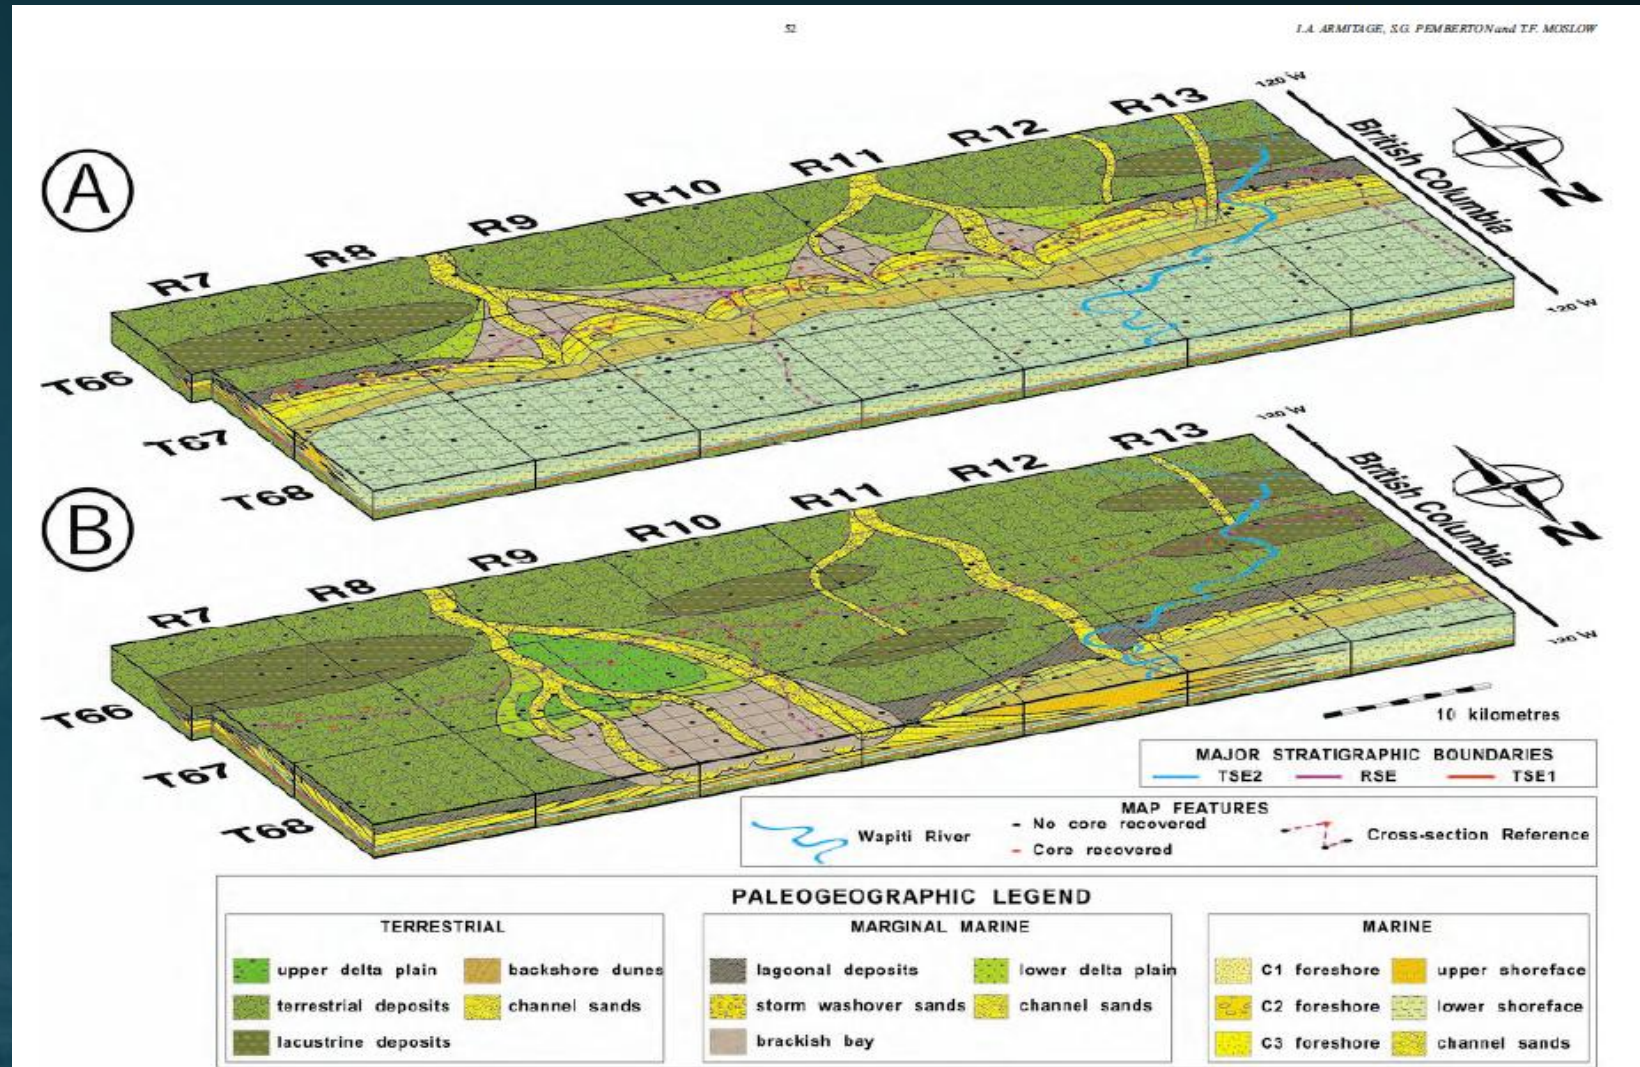 52 I.A. ARMITAGE, S.G. PEMBERTON and T.F. MOSLOW
A
R7 R8 R9 R10 R11 R12 R13
120 W
British Columbia
N
120 W
T66
T67
T68
B
R7 R8 R9 R10 R11 R12 R13
120 W
British Columbia
N
120 W
T66
T67
T68
10 kilometres
MAJOR STRATIGRAPHIC BOUNDARIES
TSE2 RSE TSE1
MAP FEATURES
Wapiti River
- No core recovered
- Core recovered
Cross-section Reference
PALEOGEOGRAPHIC LEGEND
TERRESTRIAL
upper delta plain backshore dunes
terrestrial deposits channel sands
lacustrine deposits
MARGINAL MARINE
lagoonal deposits lower delta plain
storm washover sands channel sands
brackish bay
MARINE
C1 foreshore upper shoreface
C2 foreshore lower shoreface
C3 foreshore channel sands